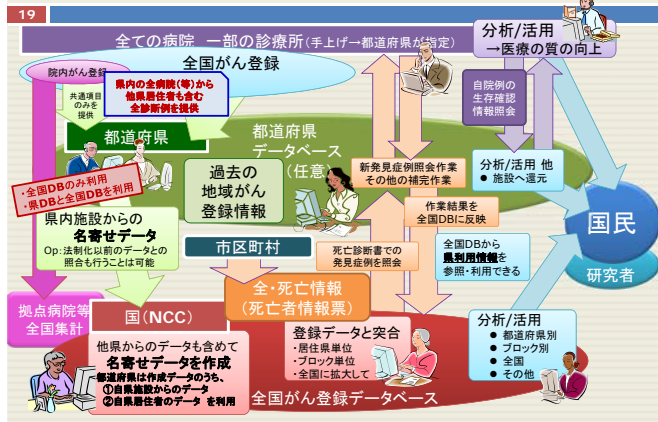 19
全ての病院　一部の診療所(手上げ→都道府県が指定)
分析/活用
→医療の質の向上
全国がん登録
院内がん登録
共通項目
のみを
提供
県内の全病院(等)から
他県居住者も含む
全診断例を提供
自院例の
生存確認
情報照会
都道府県
都道府県
データベース
(任意)
過去の
地域がん
登録情報
新発見症例照会作業
その他の補完作業
分析/活用 他
● 施設へ還元
・全国DBのみ利用
・県DBと全国DBを利用
県内施設からの
名寄せデータ
Op:法制化以前のデータとの
照合も行うことは可能
作業結果を
全国DBに反映
国民
研究者
市区町村
死亡診断書での
発見症例を照会
全国DBから
県利用情報を
参照・利用できる
全・死亡情報
(死亡者情報票)
拠点病院等
全国集計
国(NCC)
他県からのデータも含めて
名寄せデータを作成
都道府県は作成データのうち、
①自県施設からのデータ
②自県居住者のデータ を利用
登録データと突合
・居住県単位
・ブロック単位
・全国に拡大して
分析/活用
● 都道府県別
● ブロック別
● 全国
● その他
全国がん登録データベース